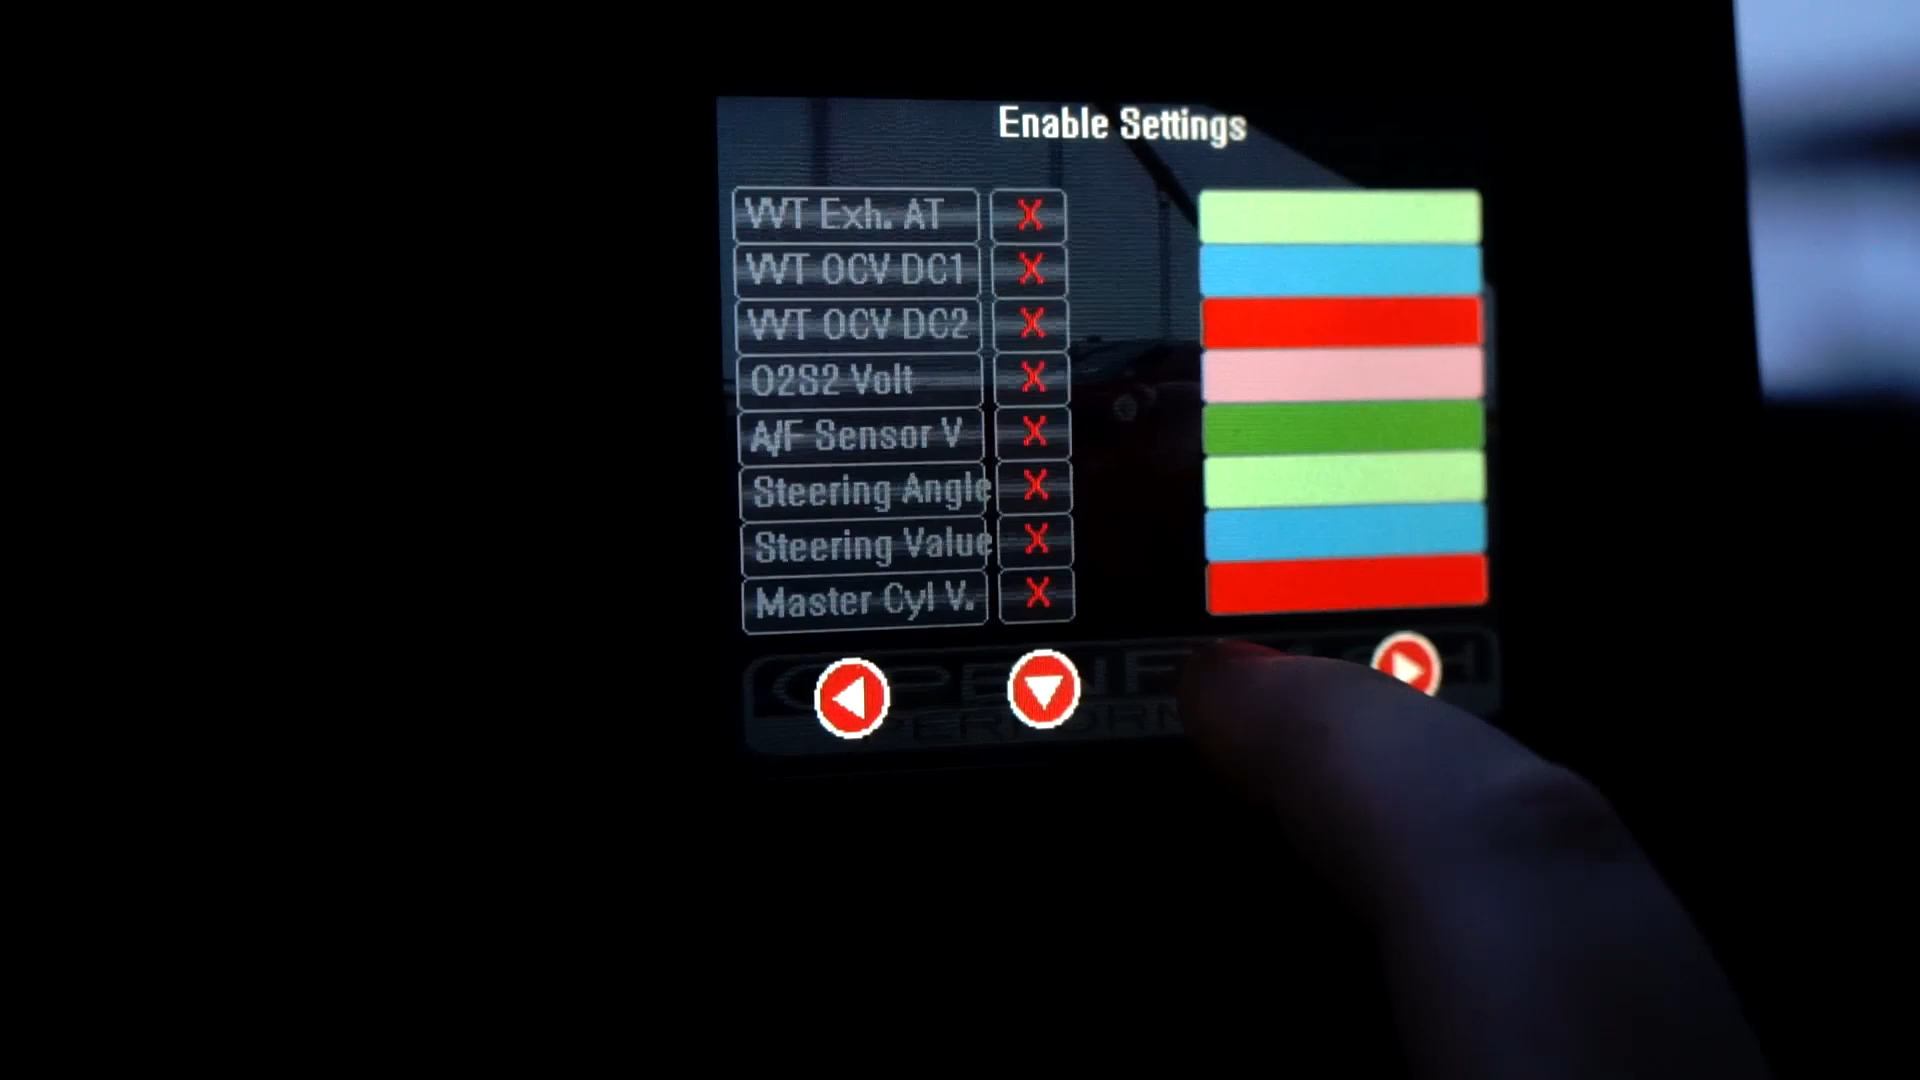 Enable Settings
VVT Exh. AT X
VVT OCV DC1 X
VVT OCV DC2 X
O2S2 Volt X
A/F Sensor V X
Steering Angle X
Steering Value X
Master Cyl V. X